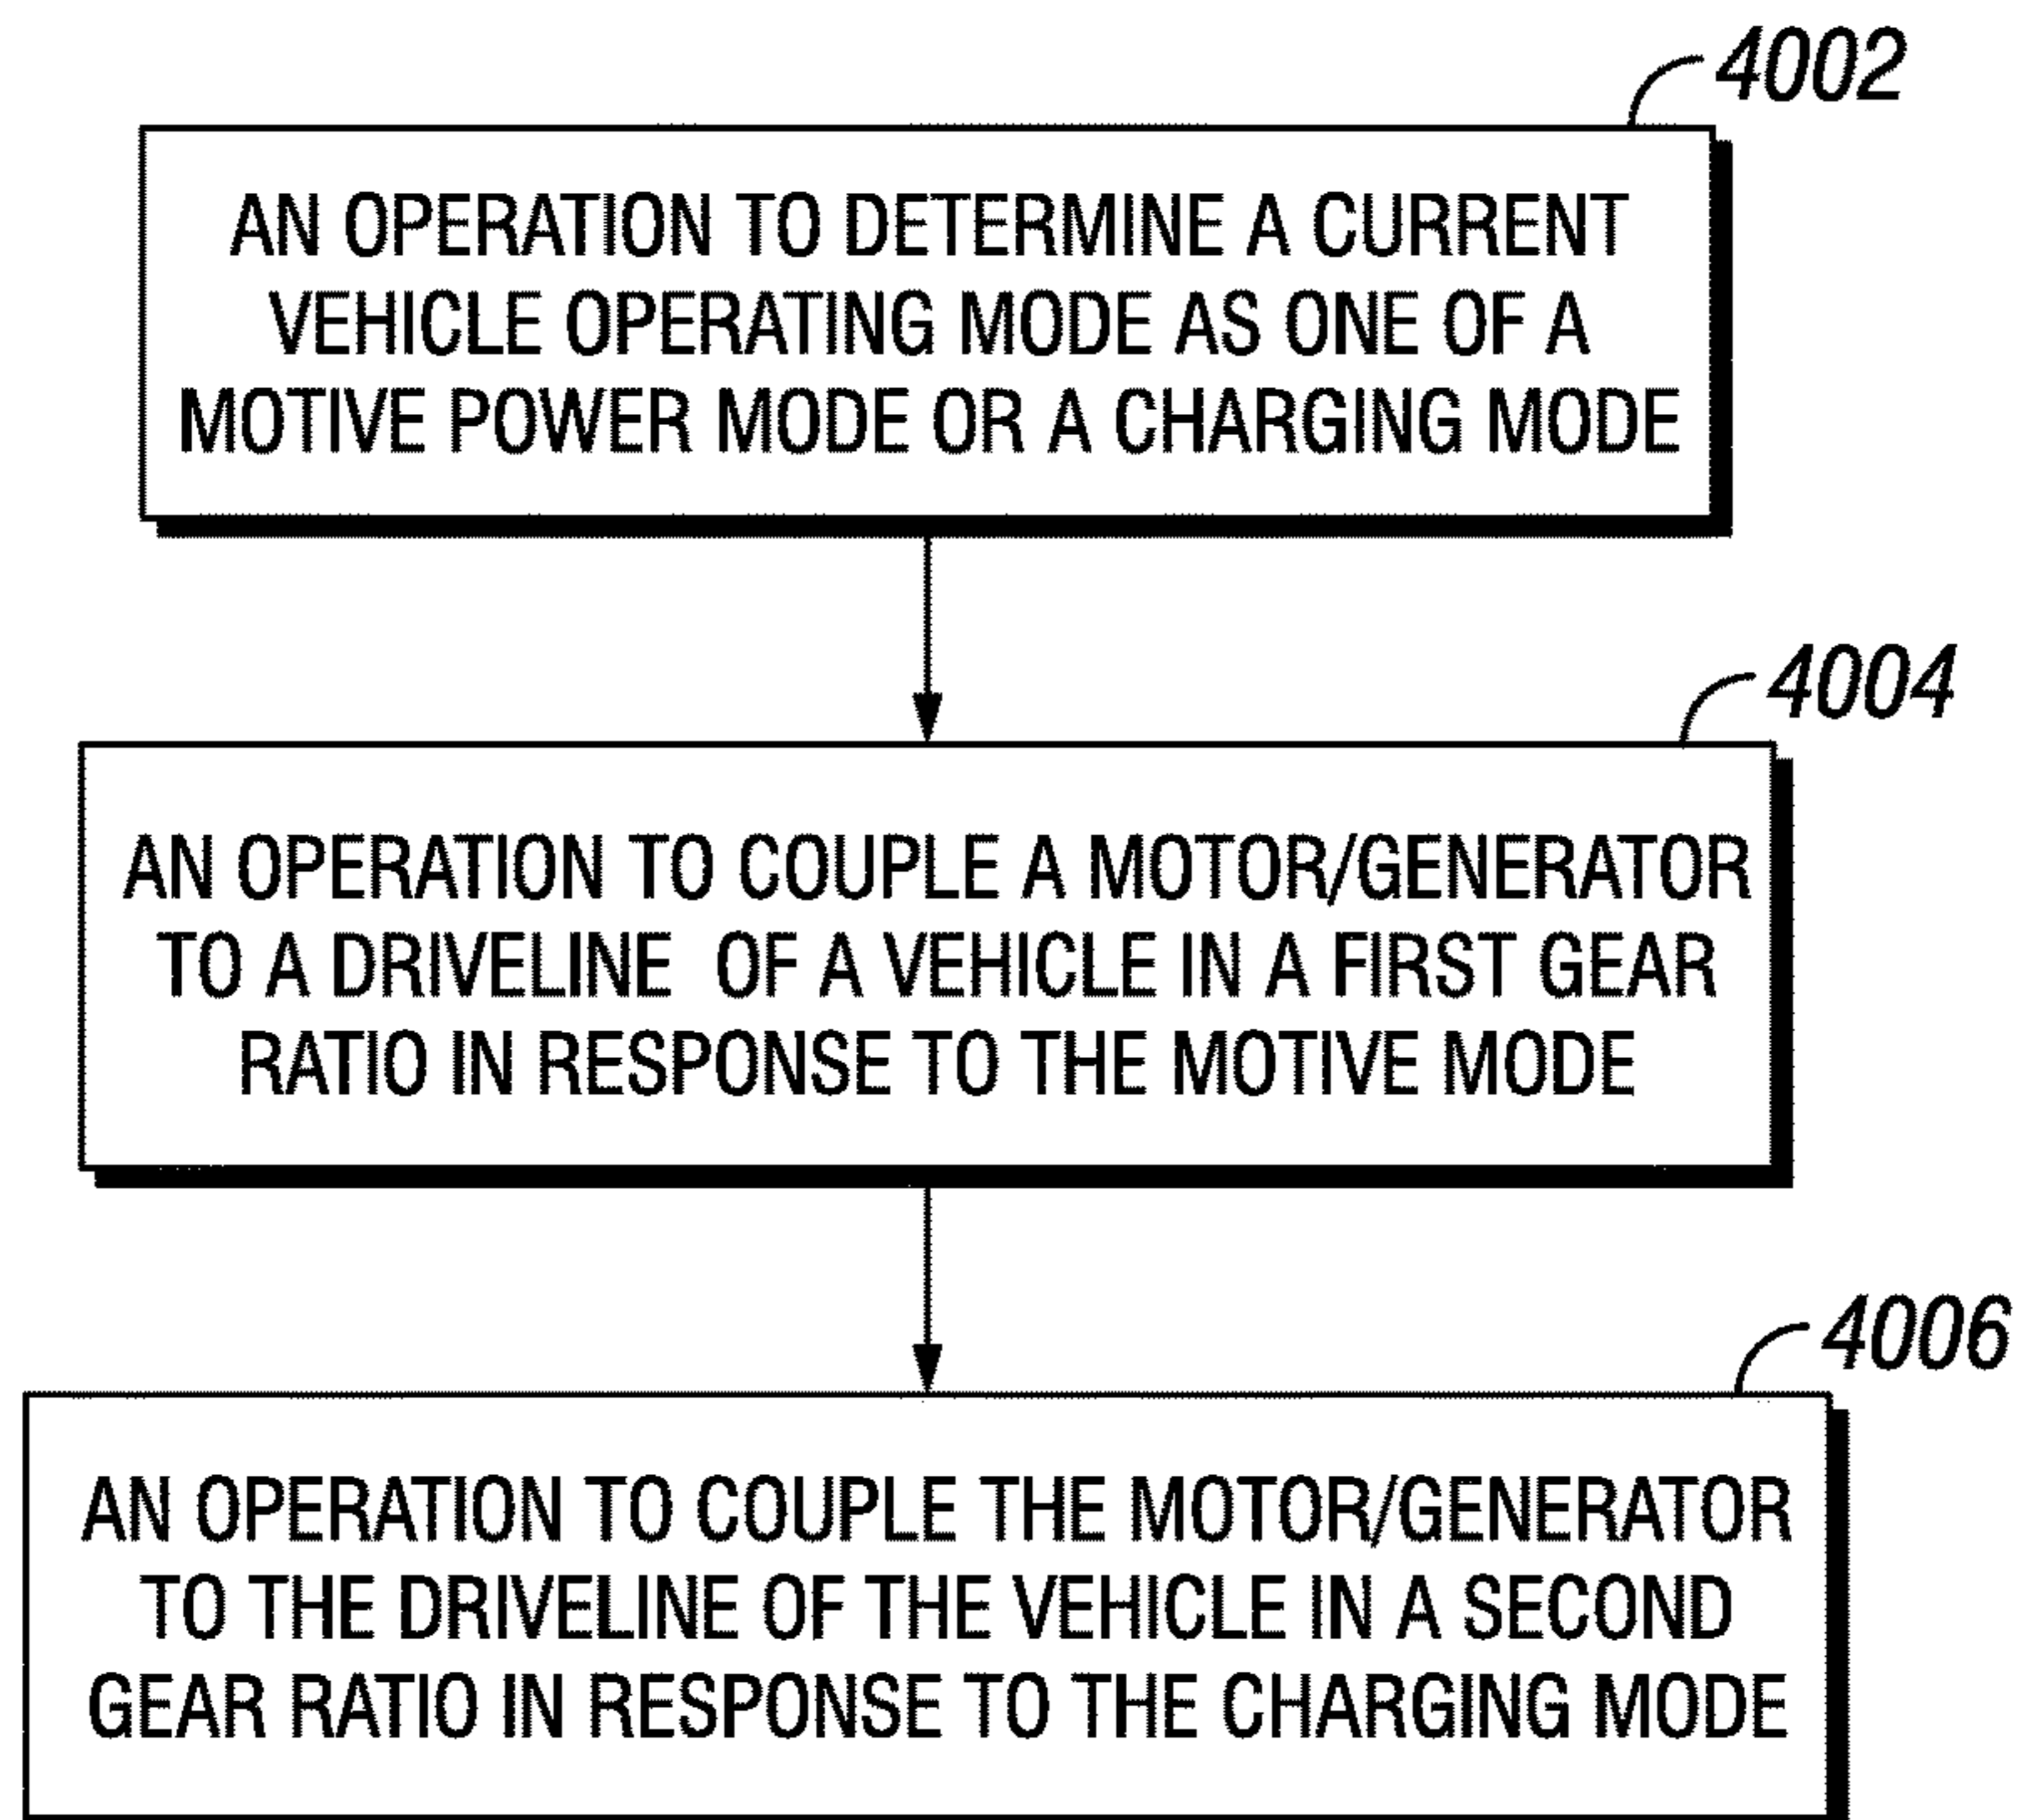 4002
AN OPERATION TO DETERMINE A CURRENT
VEHICLE OPERATING MODE AS ONE OF A
MOTIVE POWER MODE OR A CHARGING MODE
4004
AN OPERATION TO COUPLE A MOTOR/GENERATOR
TO A DRIVELINE OF A VEHICLE IN A FIRST GEAR
RATIO IN RESPONSE TO THE MOTIVE MODE
4006
AN OPERATION TO COUPLE THE MOTOR/GENERATOR
TO THE DRIVELINE OF THE VEHICLE IN A SECOND
GEAR RATIO IN RESPONSE TO THE CHARGING MODE